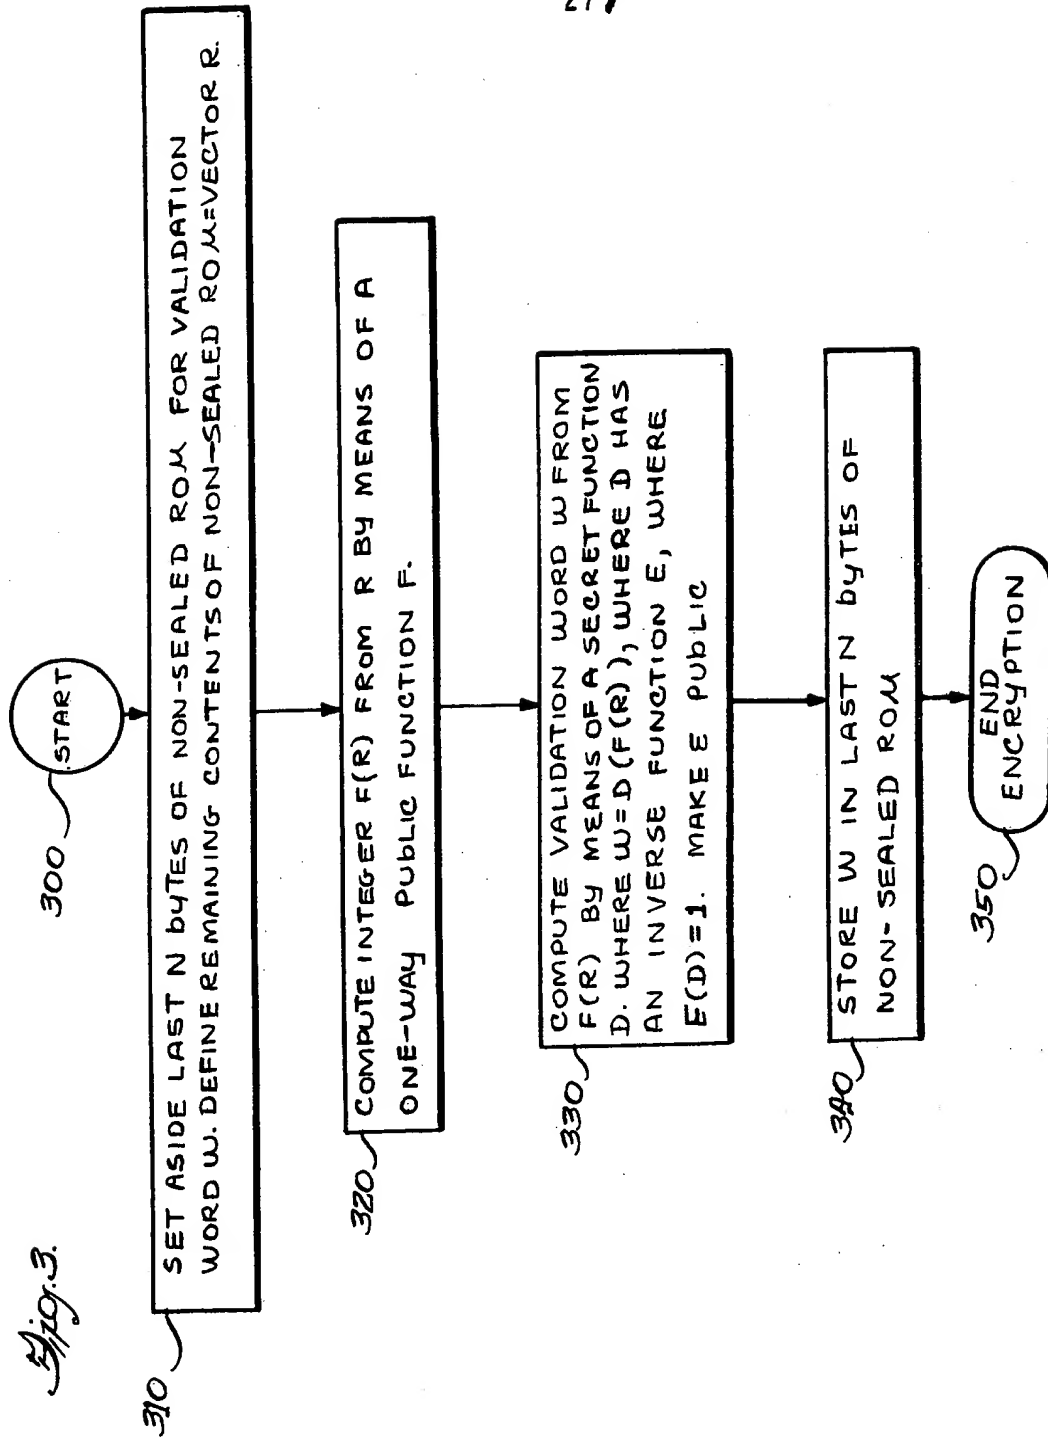 Fig. 3.
300
START
310
SET ASIDE LAST N bYTES OF NON-SEALED ROM FOR VALIDATION
WORD W. DEFINE REMAINING CONTENTS OF NON-SEALED ROM=VECTOR R.
320
COMPUTE INTEGER F(R) FROM R BY MEANS OF A
ONE-WAY PUBLIC FUNCTION F.
330
COMPUTE VALIDATION WORD W FROM
F(R) BY MEANS OF A SECRET FUNCTION
D. WHERE W=D(F(R)), WHERE D HAS
AN INVERSE FUNCTION E, WHERE
E(D)=1. MAKE E PUbLIC
340
STORE W IN LAST N bYTES OF
NON-SEALED ROM
350
END
ENCRYPTION